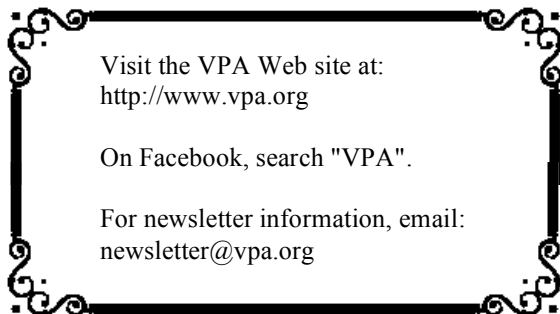 Visit the VPA Web site at:
http://www.vpa.org
On Facebook, search "VPA".
For newsletter information, email:
newsletter@vpa.org